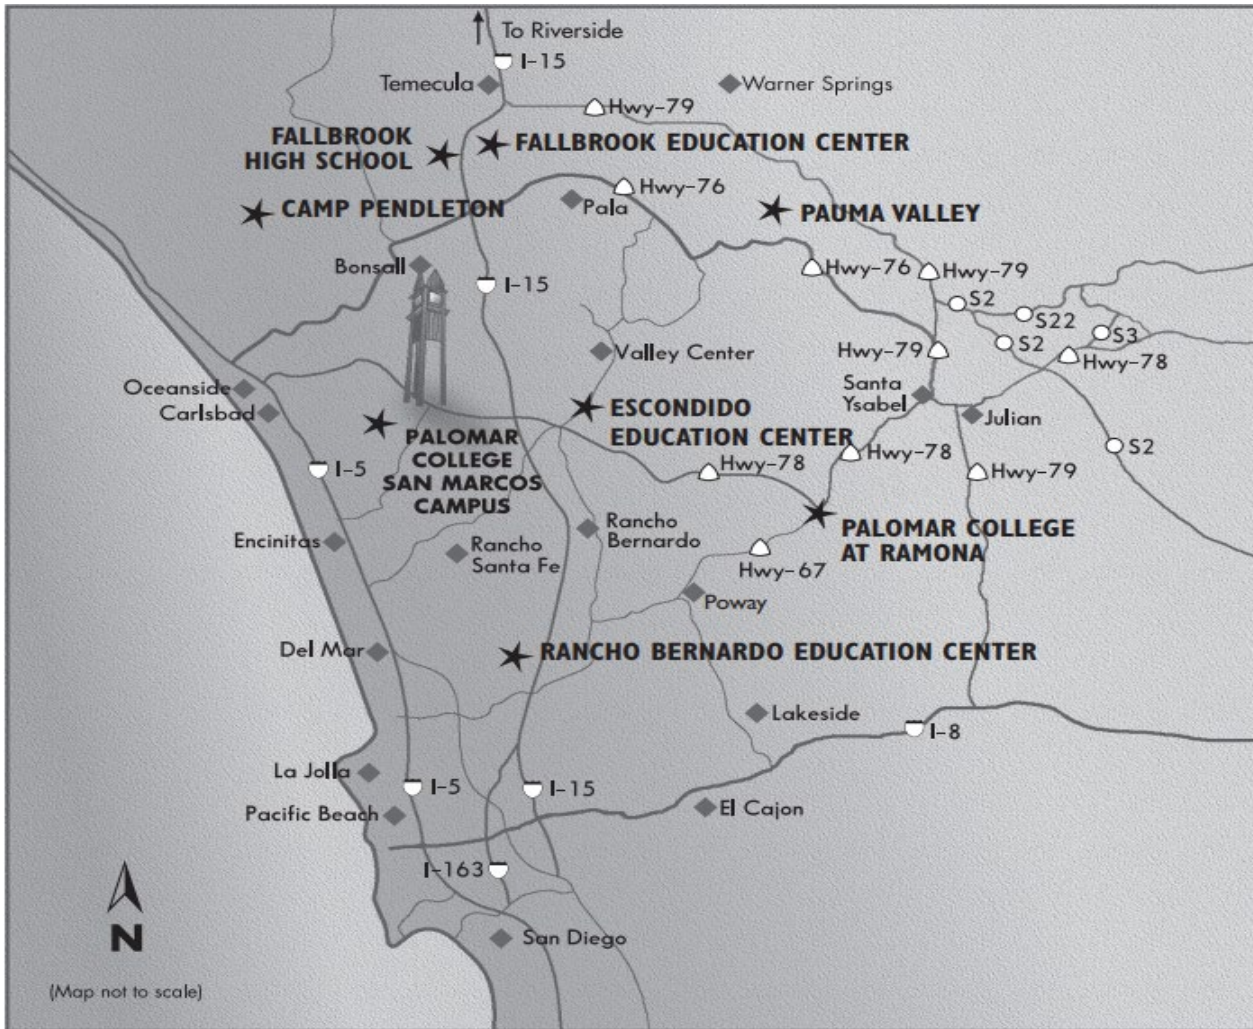 To Riverside
I-15
Temecula
Warner Springs
Hwy-79
FALLBROOK
HIGH SCHOOL
FALLBROOK EDUCATION CENTER
Hwy-76
Pala
CAMP PENDLETON
PAUMA VALLEY
Bonsall
I-15
Hwy-76
Hwy-79
S2
S22
S3
S2
Hwy-79
Hwy-78
Valley Center
Oceanside
Carlsbad
Santa
Ysabel
Julian
ESCONDIDO
EDUCATION CENTER
PALOMAR
COLLEGE
SAN MARCOS
CAMPUS
I-5
Hwy-78
Hwy-78
S2
Hwy-79
Encinitas
Rancho
Santa Fe
Rancho
Bernardo
PALOMAR COLLEGE
AT RAMONA
Hwy-67
Poway
Del Mar
RANCHO BERNARDO EDUCATION CENTER
Lakeside
I-8
La Jolla
I-5
I-15
Pacific Beach
El Cajon
I-163
San Diego
N
(Map not to scale)